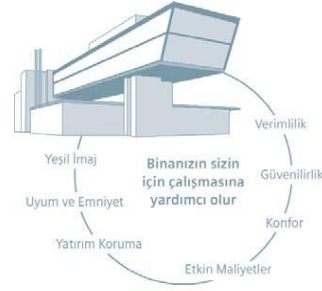 Verimlilik
Yeşil İmaj
Binanızın sizin
için çalışmasına
yardımcı olur
Güvenilirlik
Uyum ve Emniyet
Konfor
Yatırım Koruma
Etkin Maliyetler